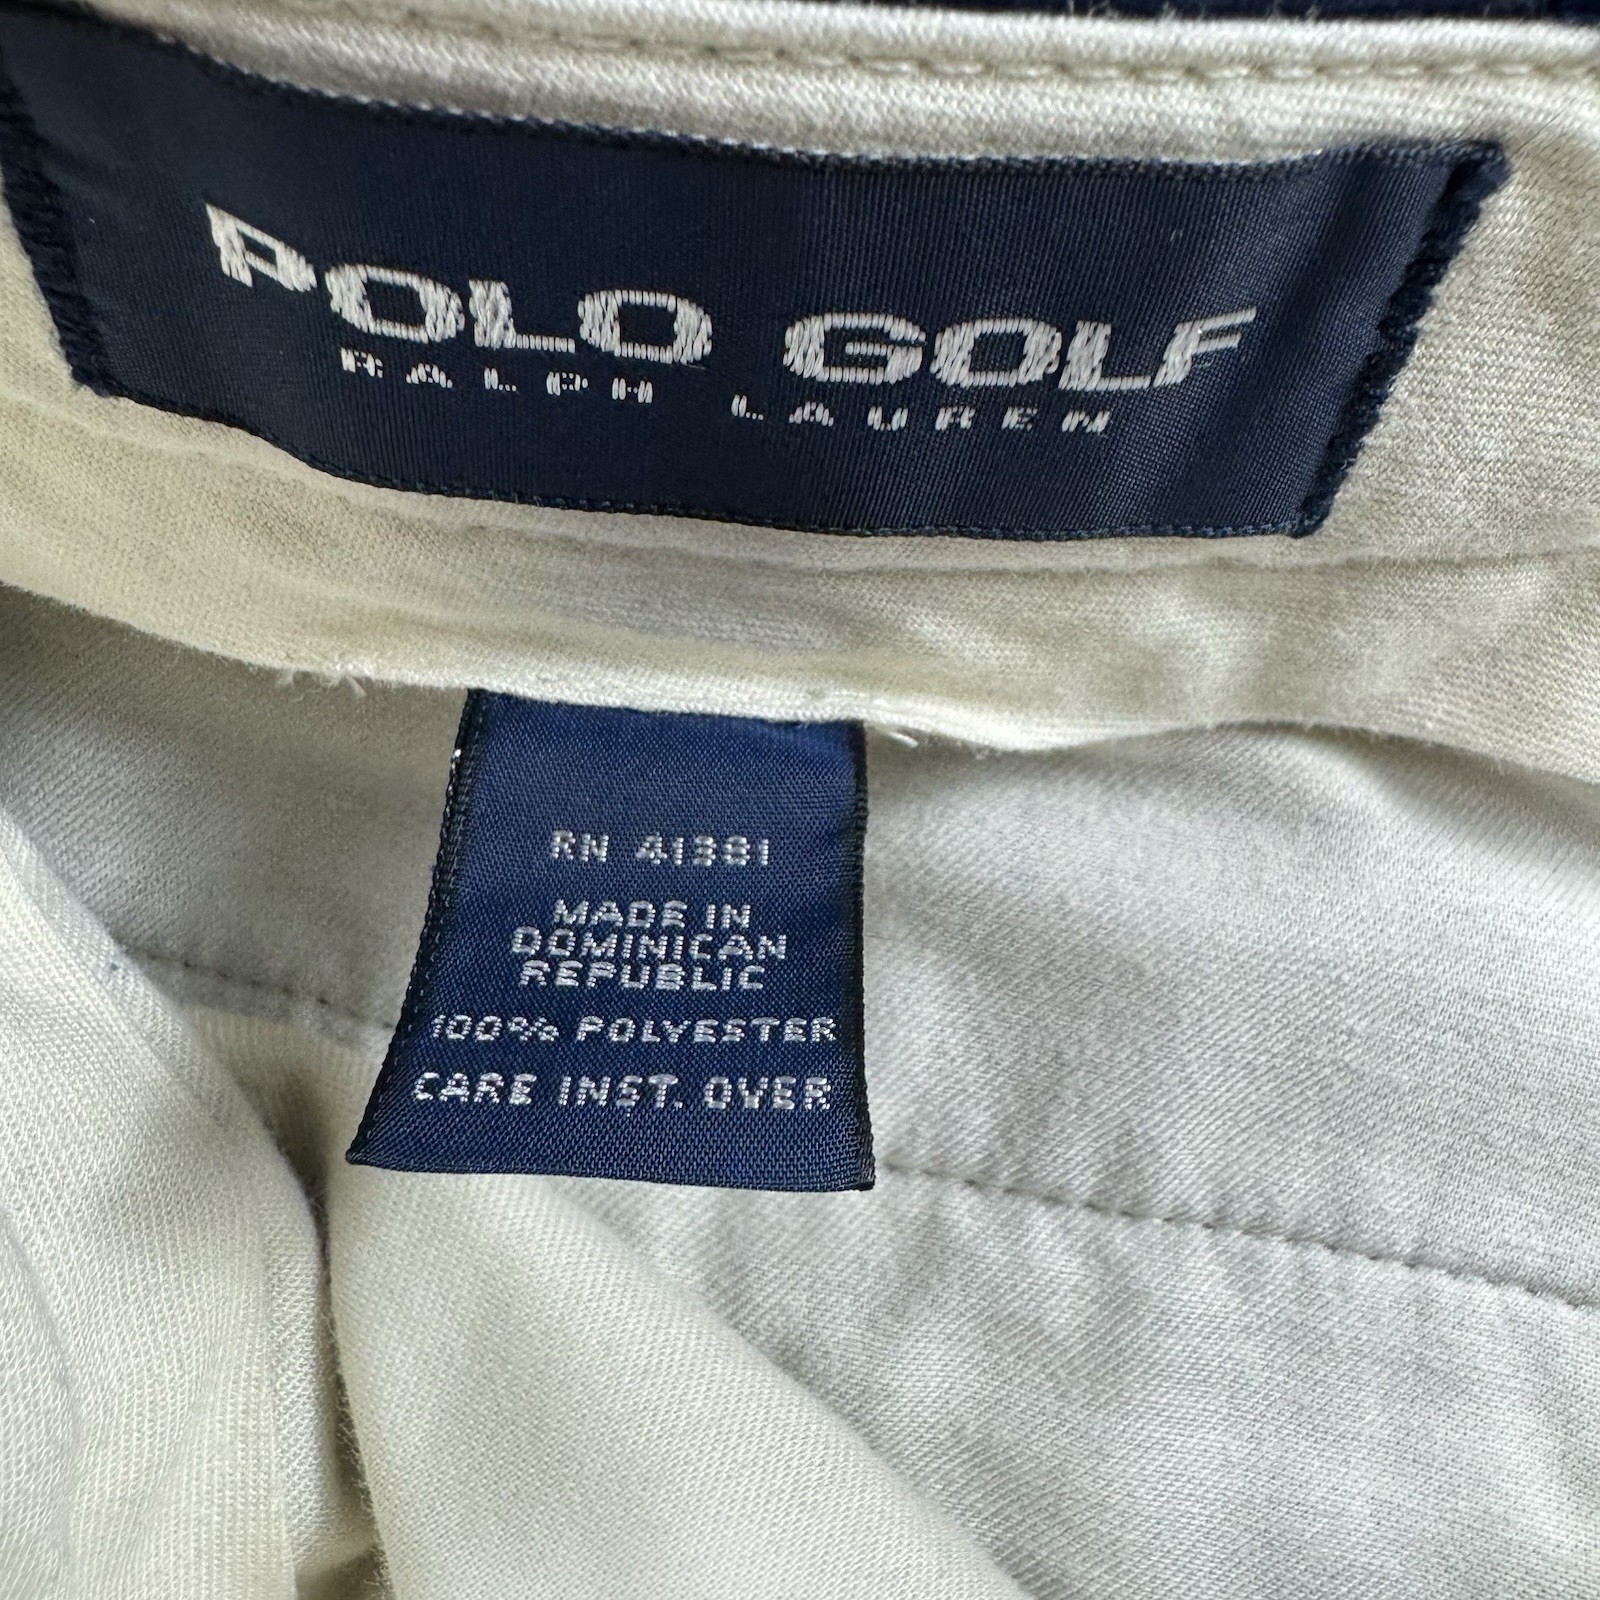 POLO GOLF
RALPH LAUREN
RN 41381
MADE IN
DOMINICAN
REPUBLIC
100% POLYESTER
CARE INST. OVER